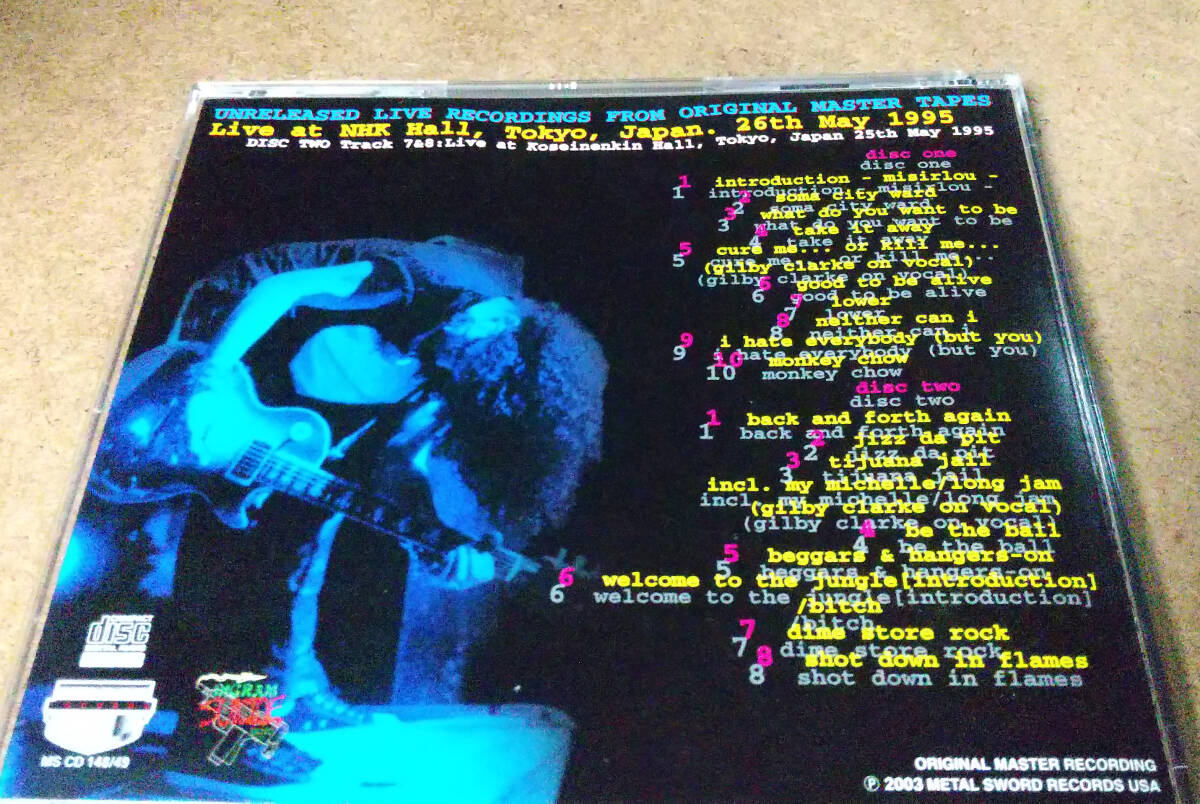 UNRELEASED LIVE RECORDINGS FROM ORIGINAL MASTER TAPES
Live at NHK Hall, Tokyo, Japan. 26th May 1995
DISC TWO Track 7&8:Live at Koseinenkin Hall, Tokyo, Japan 25th May 1995
disc one
1 introduction - misirlou -
2 soma city ward
3 what do you want to be
4 take it away
5 cure me... or kill me...
(gilby clarke on vocal)
6 good to be alive
7 lower
8 neither can i
9 i hate everybody (but you)
10 monkey chow
disc two
1 back and forth again
2 jizz da pit
3 tijuana jail
incl. my michelle/long jam
(gilby clarke on vocal)
4 be the ball
5 beggars & hangers-on
6 welcome to the jungle[introduction]
/bitch
7 dime store rock
8 shot down in flames
disc
MS CD 148/49
ORIGINAL MASTER RECORDING
℗ 2003 METAL SWORD RECORDS USA